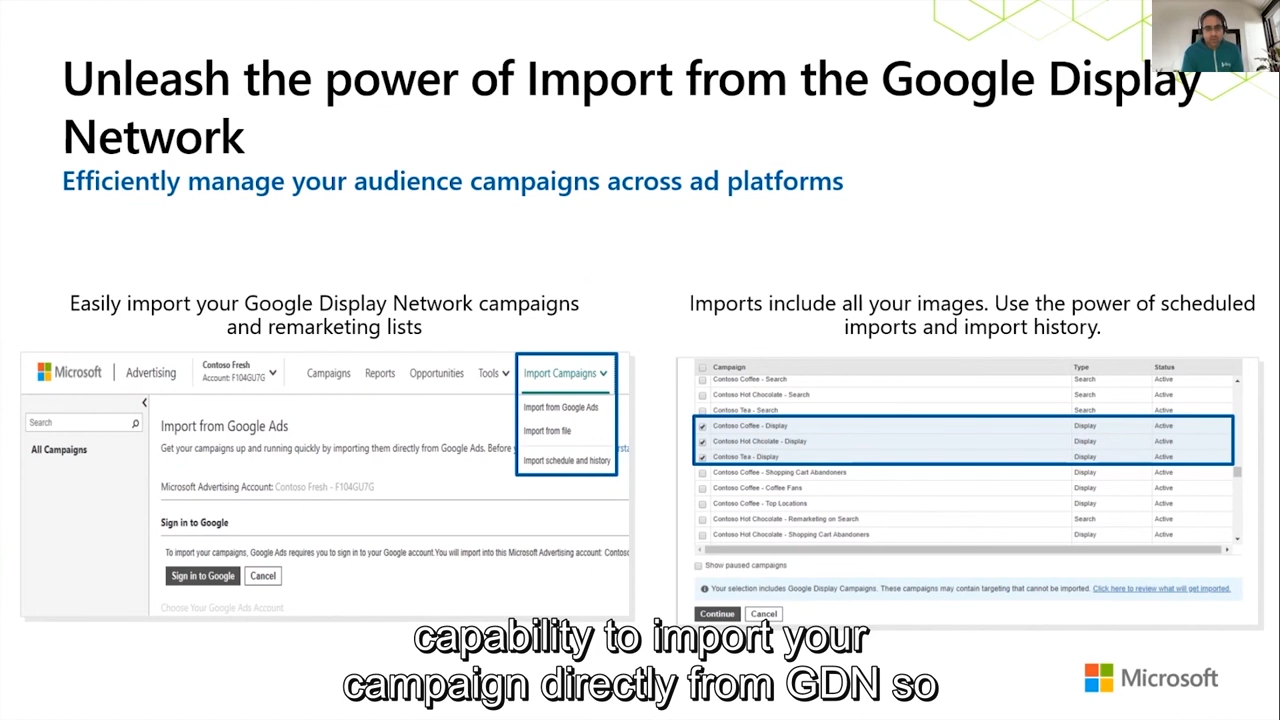 Unleash the power of Import from the Google Display
Network
Efficiently manage your audience campaigns across ad platforms
Easily import your Google Display Network campaigns
and remarketing lists
Imports include all your images. Use the power of scheduled
imports and import history.
Microsoft | Advertising
Contoso Fresh
Account: F104GU7G
Campaigns Reports Opportunities Tools Import Campaigns
Import from Google Ads
Import from file
Import schedule and history
Search
All Campaigns
Import from Google Ads
Get your campaigns up and running quickly by importing them directly from Google Ads. Before
Microsoft Advertising Account: Contoso Fresh - F104GU7G
Sign in to Google
To import your campaigns, Google Ads requires you to sign in to your Google account.You will import into this Microsoft Advertising account: Contoso
Sign in to Google Cancel
Choose Your Google Ads Account
Campaign Type Status
Contoso Coffee - Search Search Active
Contoso Hot Chocolate - Search Search Active
Contoso Tea - Search Search Active
Contoso Coffee - Display Display Active
Contoso Hot Chcolate - Display Display Active
Contoso Tea - Display Display Active
Contoso Coffee - Shopping Cart Abandoners Display Active
Contoso Coffee - Coffee Fans Display Active
Contoso Coffee - Top Locations Display Active
Contoso Hot Chocolate - Remarketing on Search Search Active
Contoso Hot Chocolate - Shopping Cart Abandoners Display Active
Show paused campaigns
Your selection includes Google Display Campaigns. These campaigns may contain targeting that cannot be imported. Click here to review what will get imported.
Continue Cancel
capability to import your
campaign directly from GDN so
Microsoft